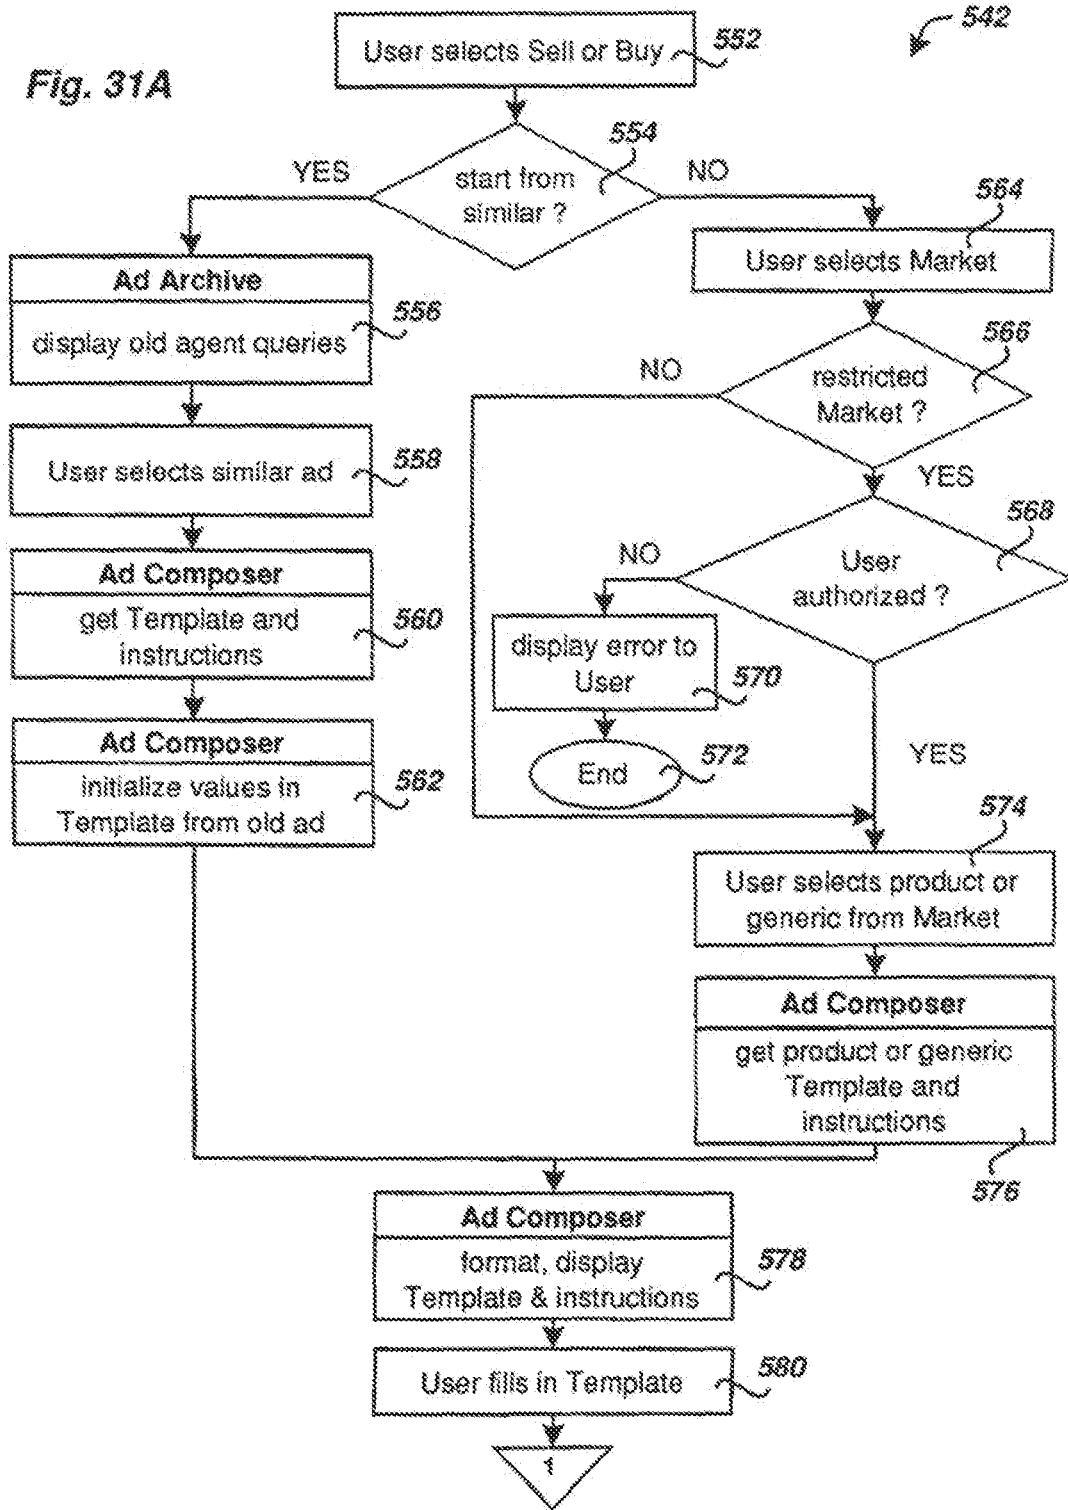 542
Fig. 31A
User selects Sell or Buy
552
554
YES
start from
similar ?
NO
564
User selects Market
Ad Archive
display old agent queries
556
566
NO
restricted
Market ?
YES
User selects similar ad
558
568
NO
User
authorized ?
Ad Composer
get Template and
instructions
560
display error to
User
570
End
572
YES
Ad Composer
initialize values in
Template from old ad
562
574
User selects product or
generic from Market
Ad Composer
get product or generic
Template and
instructions
576
Ad Composer
format, display
Template & instructions
578
User fills in Template
580
1